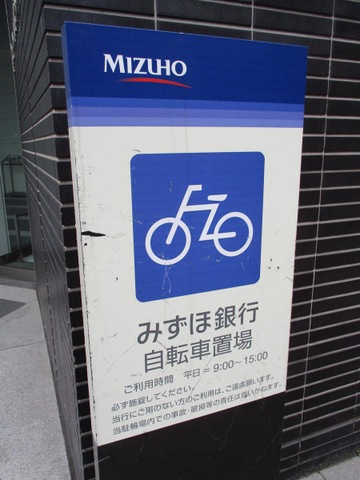 MIZUHO
みずほ銀行
自転車置場
ご利用時間 平日＝9:00～15:00
必ず施錠してください。
当行にご用のない方のご利用は、ご遠慮願います。
当駐輪場内での事故・破損等の責任は負いかねます。